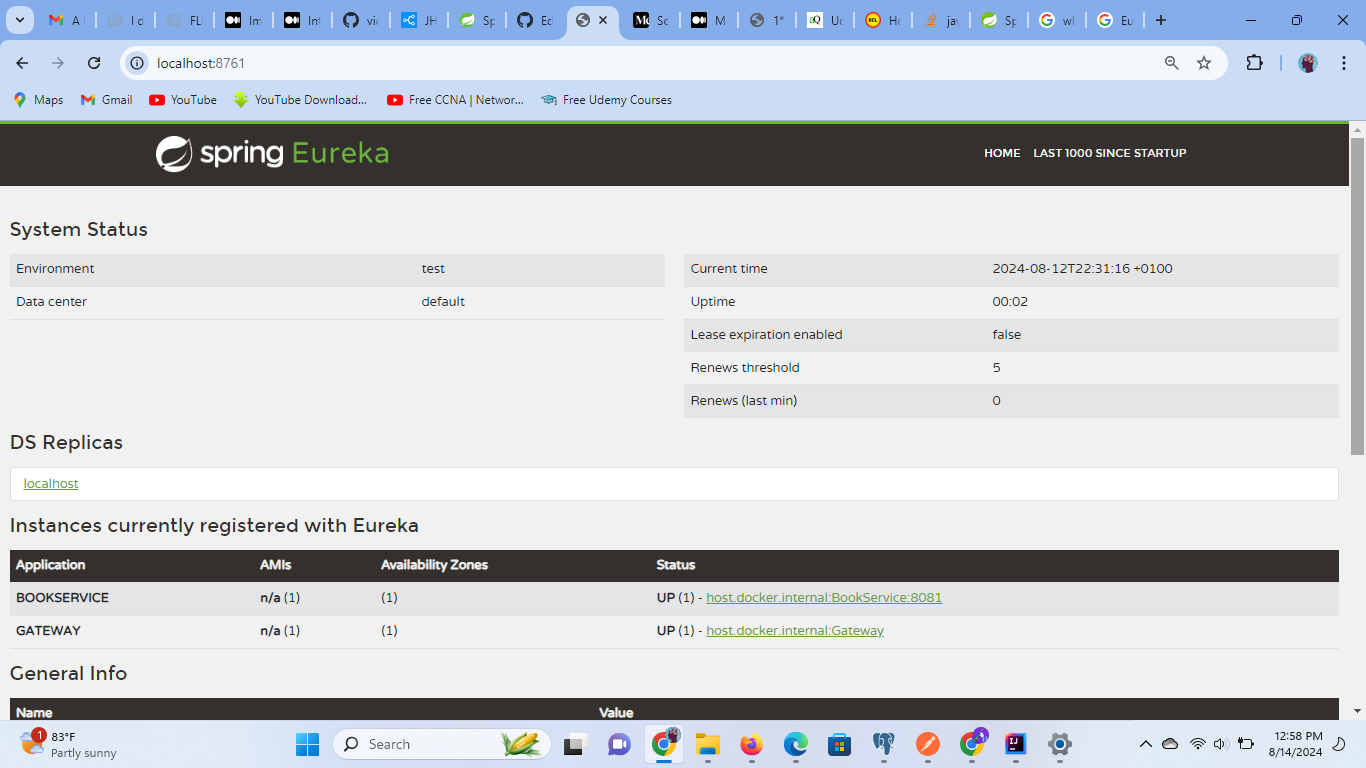 A l
I d
FLI
Im
Int
vic
JH
Sp
Ed
Sc
M
1*
Uc
Ho
jav
Sp
wl
Eu
localhost:8761
Maps
Gmail
YouTube
YouTube Download...
Free CCNA | Networ...
Free Udemy Courses
spring Eureka
HOME
LAST 1000 SINCE STARTUP
System Status
Environment test
Data center default
Current time 2024-08-12T22:31:16 +0100
Uptime 00:02
Lease expiration enabled false
Renews threshold 5
Renews (last min) 0
DS Replicas
localhost
Instances currently registered with Eureka
Application AMIs Availability Zones Status
BOOKSERVICE n/a (1) (1) UP (1) - host.docker.internal:BookService:8081
GATEWAY n/a (1) (1) UP (1) - host.docker.internal:Gateway
General Info
Name Value
1
83°F
Partly sunny
Search
12:58 PM
8/14/2024